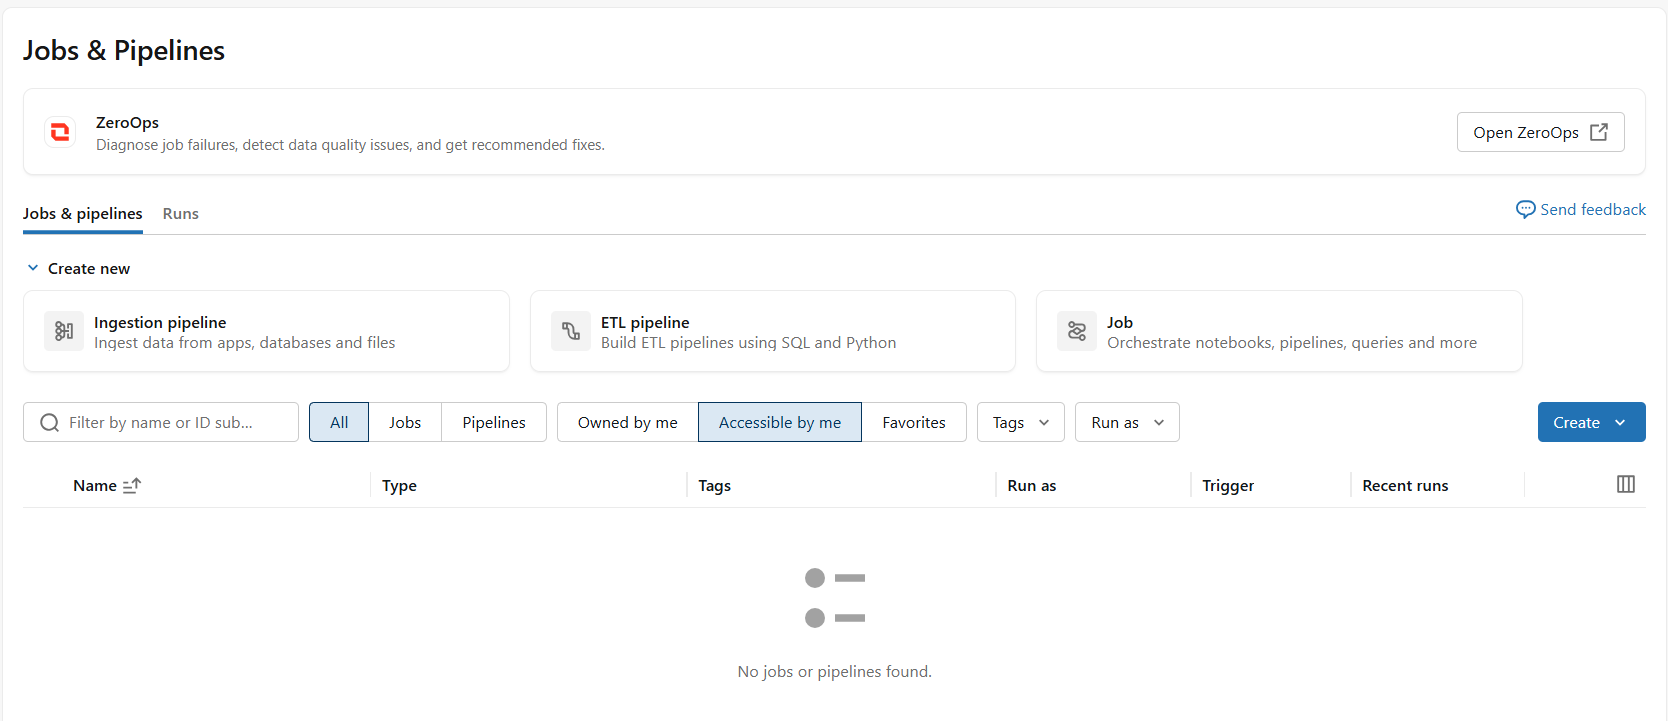 Jobs & Pipelines
ZeroOps
Diagnose job failures, detect data quality issues, and get recommended fixes.
Open ZeroOps
Jobs & pipelines
Runs
Send feedback
Create new
Ingestion pipeline
Ingest data from apps, databases and files
ETL pipeline
Build ETL pipelines using SQL and Python
Job
Orchestrate notebooks, pipelines, queries and more
Filter by name or ID sub...
All
Jobs
Pipelines
Owned by me
Accessible by me
Favorites
Tags
Run as
Create
Name
Type
Tags
Run as
Trigger
Recent runs
No jobs or pipelines found.